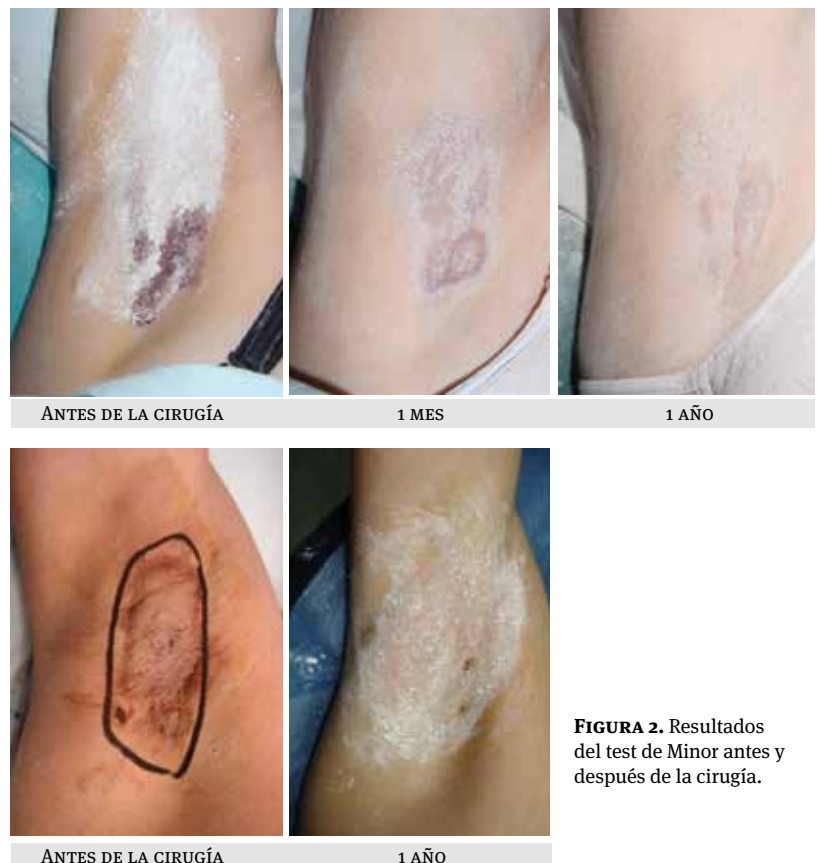 ANTES DE LA CIRUGÍA
1 MES
1 AÑO
FIGURA 2. Resultados
del test de Minor antes y
después de la cirugía.
ANTES DE LA CIRUGÍA
1 AÑO